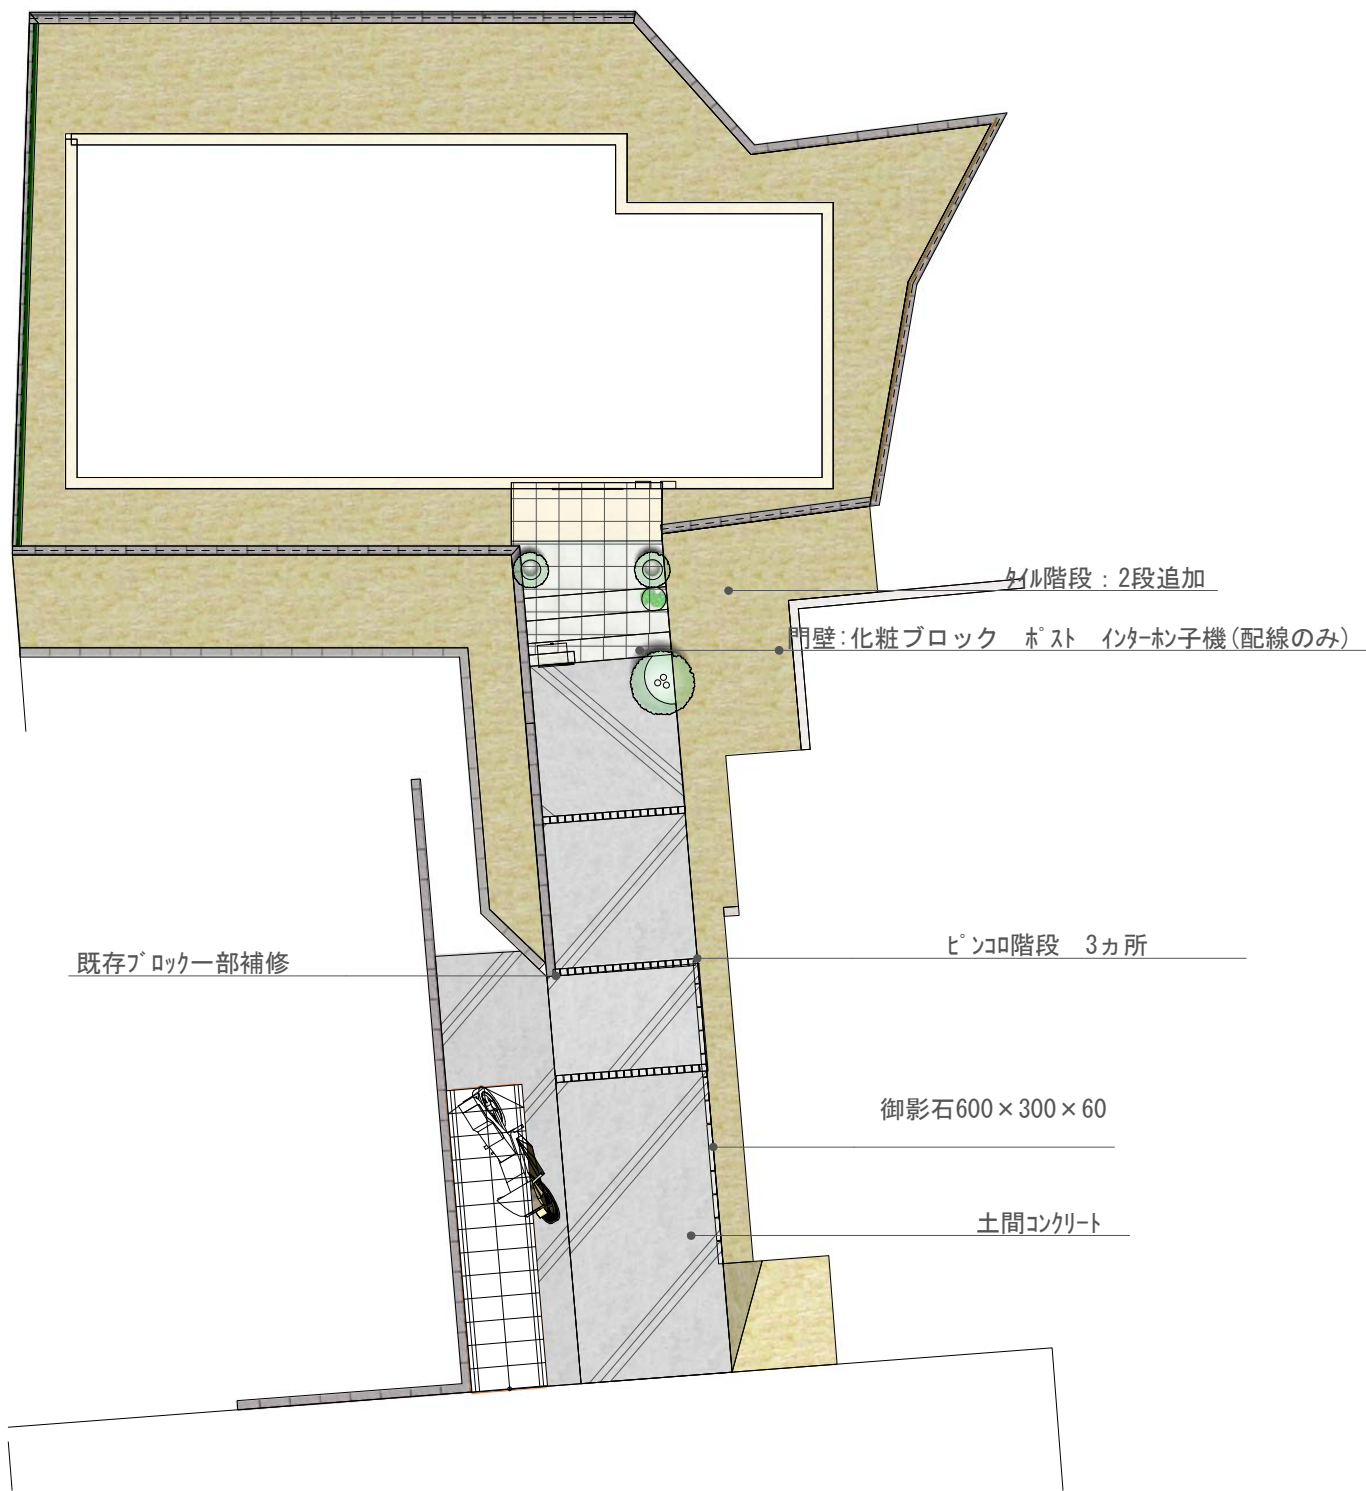 ﾀｲﾙ階段：2段追加
門壁:化粧ブロック　ﾎﾟｽﾄ　ｲﾝﾀｰﾎﾝ子機(配線のみ)
ﾋﾟﾝｺﾛ階段　3ヵ所
既存ﾌﾞﾛｯｸ一部補修
御影石600×300×60
土間ｺﾝｸﾘｰﾄ